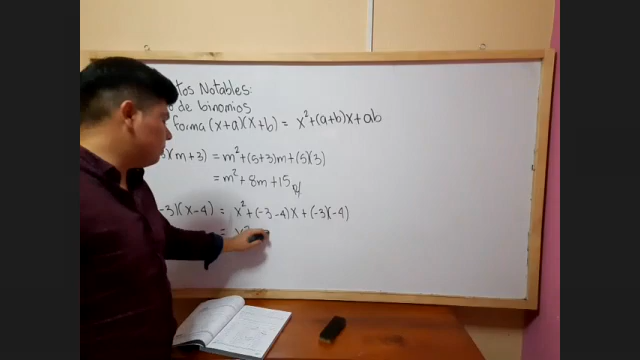 tos Notables:
o de binomios
forma (x+a)(x+b) = x²+(a+b)x+ab
)(m+3) = m²+(5+3)m+(5)(3)
= m²+8m+15 R/
-3)(x-4) = x²+(-3-4)x+(-3)(-4)
= x²